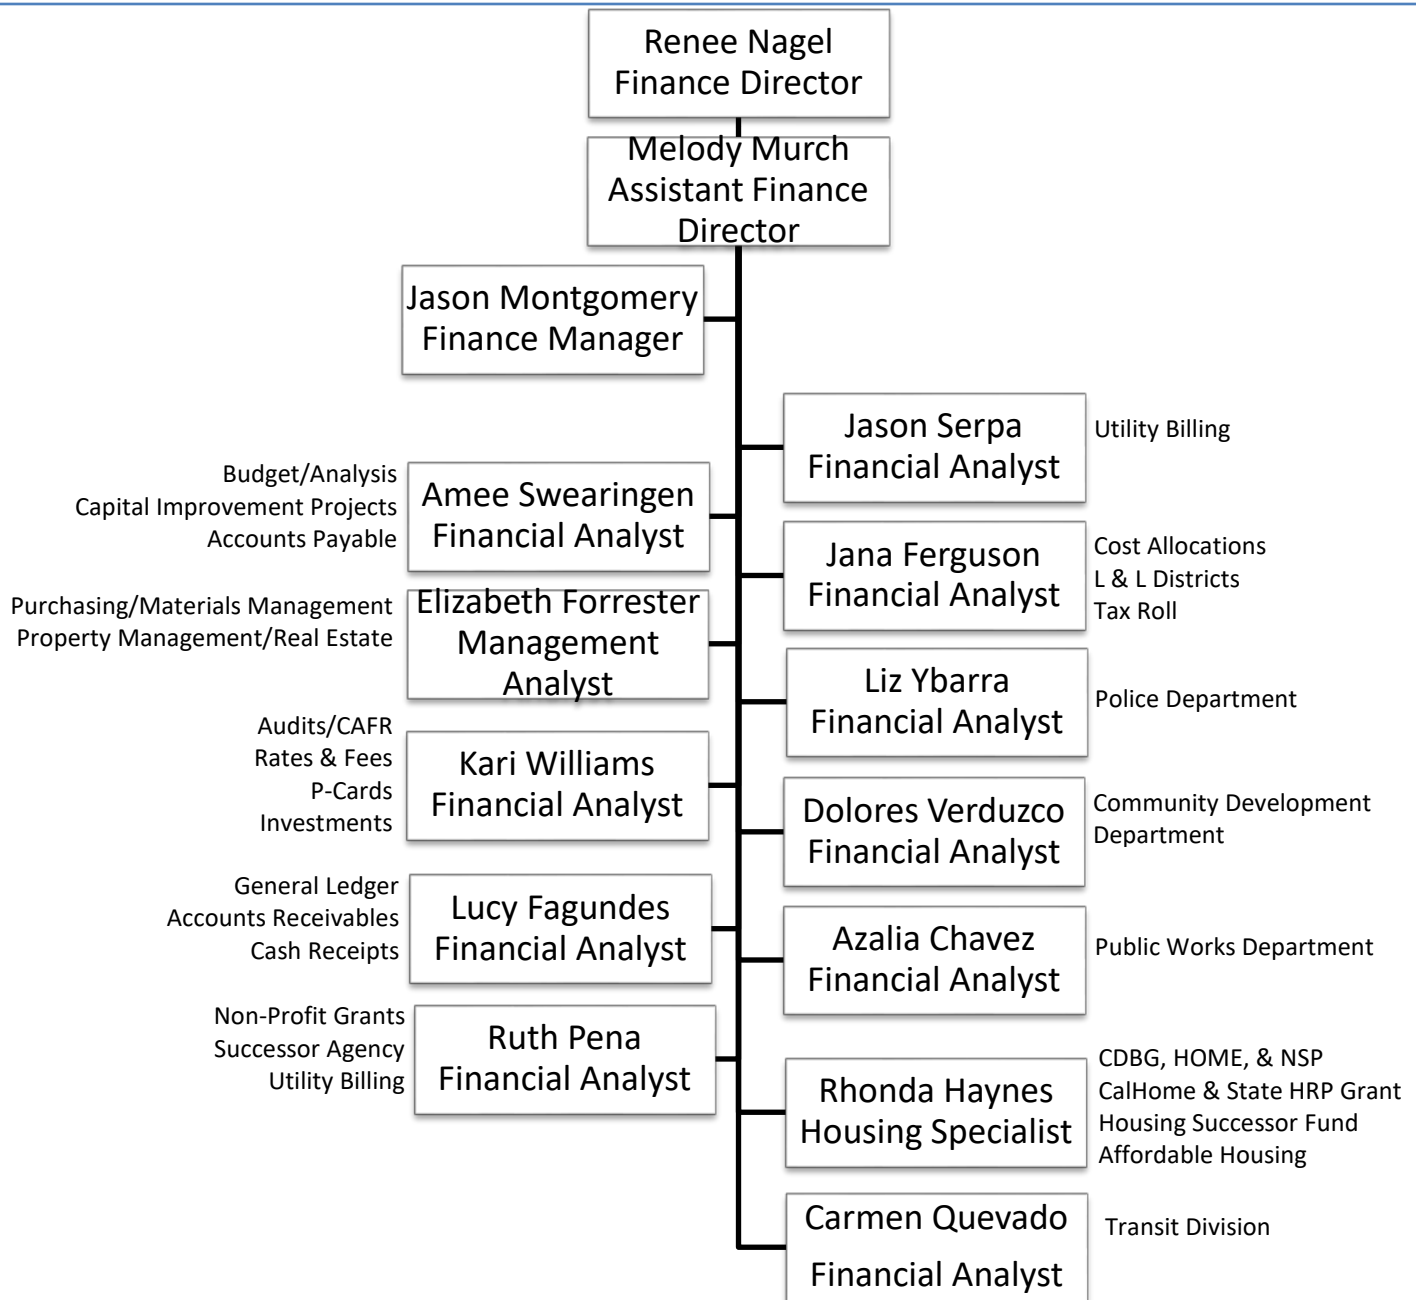 Renee Nagel
Finance Director
Melody Murch
Assistant Finance
Director
Jason Montgomery
Finance Manager
Budget/Analysis
Capital Improvement Projects
Accounts Payable
Amee Swearingen
Financial Analyst
Purchasing/Materials Management
Property Management/Real Estate
Elizabeth Forrester
Management
Analyst
Audits/CAFR
Rates & Fees
P-Cards
Investments
Kari Williams
Financial Analyst
General Ledger
Accounts Receivables
Cash Receipts
Lucy Fagundes
Financial Analyst
Non-Profit Grants
Successor Agency
Utility Billing
Ruth Pena
Financial Analyst
Jason Serpa
Financial Analyst
Utility Billing
Jana Ferguson
Financial Analyst
Cost Allocations
L & L Districts
Tax Roll
Liz Ybarra
Financial Analyst
Police Department
Dolores Verduzco
Financial Analyst
Community Development
Department
Azalia Chavez
Financial Analyst
Public Works Department
Rhonda Haynes
Housing Specialist
CDBG, HOME, & NSP
CalHome & State HRP Grant
Housing Successor Fund
Affordable Housing
Carmen Quevado
Financial Analyst
Transit Division